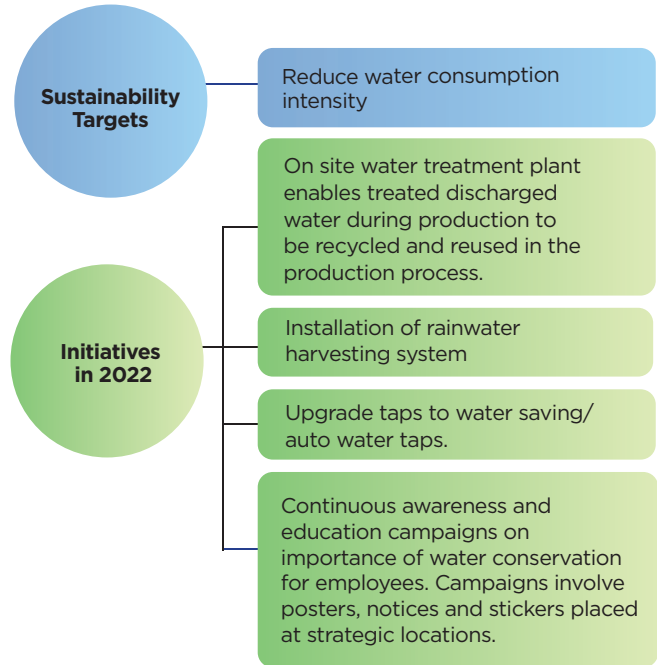 Sustainability
Targets
Reduce water consumption
intensity
Initiatives
in 2022
On site water treatment plant
enables treated discharged
water during production to
be recycled and reused in the
production process.
Installation of rainwater
harvesting system
Upgrade taps to water saving/
auto water taps.
Continuous awareness and
education campaigns on
importance of water conservation
for employees. Campaigns involve
posters, notices and stickers placed
at strategic locations.